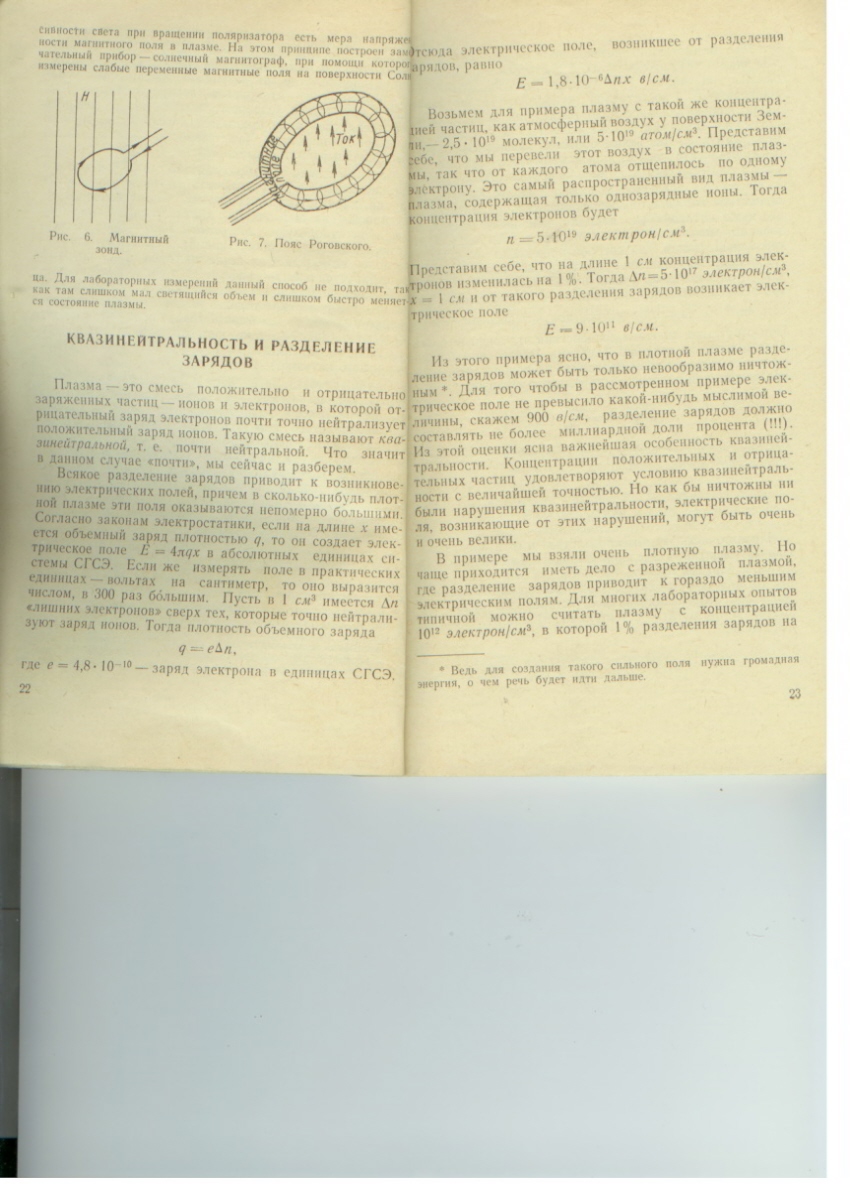 сивности света при вращении поляризатора есть мера напряже
ности магнитного поля в плазме. На этом принципе построен зам
чательный прибор — солнечный магнитограф, при помощи которог
измерены слабые переменные магнитные поля на поверхности Солн
H
Ток
Рис. 6. Магнитный
зонд.
Рис. 7. Пояс Роговского.
ца. Для лабораторных измерений данный способ не подходит, так
как там слишком мал светящийся объем и слишком быстро меняет
ся состояние плазмы.
КВАЗИНЕЙТРАЛЬНОСТЬ И РАЗДЕЛЕНИЕ
ЗАРЯДОВ
Плазма — это смесь положительно и отрицательно
заряженных частиц — ионов и электронов, в которой от-
рицательный заряд электронов почти точно нейтрализует
положительный заряд ионов. Такую смесь называют ква-
зинейтральной, т. е. почти нейтральной. Что значит
в данном случае «почти», мы сейчас и разберем.
Всякое разделение зарядов приводит к возникнове-
нию электрических полей, причем в сколько-нибудь плот-
ной плазме эти поля оказываются непомерно большими.
Согласно законам электростатики, если на длине x име-
ется объемный заряд плотностью q, то он создает элек-
трическое поле E = 4πqx в абсолютных единицах си-
стемы СГСЭ. Если же измерять поле в практических
единицах — вольтах на сантиметр, то оно выразится
числом, в 300 раз бо́льшим. Пусть в 1 см³ имеется Δn
«лишних электронов» сверх тех, которые точно нейтрали-
зуют заряд ионов. Тогда плотность объемного заряда
q = eΔn,
где e = 4,8·10⁻¹⁰ — заряд электрона в единицах СГСЭ.
22
отсюда электрическое поле, возникшее от разделения
арядов, равно
E = 1,8·10⁻⁶Δnx в/см.
Возьмем для примера плазму с такой же концентра-
цией частиц, как атмосферный воздух у поверхности Зем-
ли,— 2,5·10¹⁹ молекул, или 5·10¹⁹ атом/см³. Представим
себе, что мы перевели этот воздух в состояние плаз-
мы, так что от каждого атома отщепилось по одному
электрону. Это самый распространенный вид плазмы —
плазма, содержащая только однозарядные ионы. Тогда
концентрация электронов будет
n = 5·10¹⁹ электрон/см³.
Представим себе, что на длине 1 см концентрация элек-
тронов изменилась на 1%. Тогда Δn=5·10¹⁷ электрон/см³,
x = 1 см и от такого разделения зарядов возникает элек-
трическое поле
E = 9·10¹¹ в/см.
Из этого примера ясно, что в плотной плазме разде-
ление зарядов может быть только невообразимо ничтож-
ным *. Для того чтобы в рассмотренном примере элек-
трическое поле не превысило какой-нибудь мыслимой ве-
личины, скажем 900 в/см, разделение зарядов должно
составлять не более миллиардной доли процента (!!!).
Из этой оценки ясна важнейшая особенность квазиней-
тральности. Концентрации положительных и отрица-
тельных частиц удовлетворяют условию квазинейтраль-
ности с величайшей точностью. Но как бы ничтожны ни
были нарушения квазинейтральности, электрические по-
ля, возникающие от этих нарушений, могут быть очень
и очень велики.
В примере мы взяли очень плотную плазму. Но
чаще приходится иметь дело с разреженной плазмой,
где разделение зарядов приводит к гораздо меньшим
электрическим полям. Для многих лабораторных опытов
типичной можно считать плазму с концентрацией
10¹² электрон/см³, в которой 1% разделения зарядов на
* Ведь для создания такого сильного поля нужна громадная
энергия, о чем речь будет идти дальше.
23